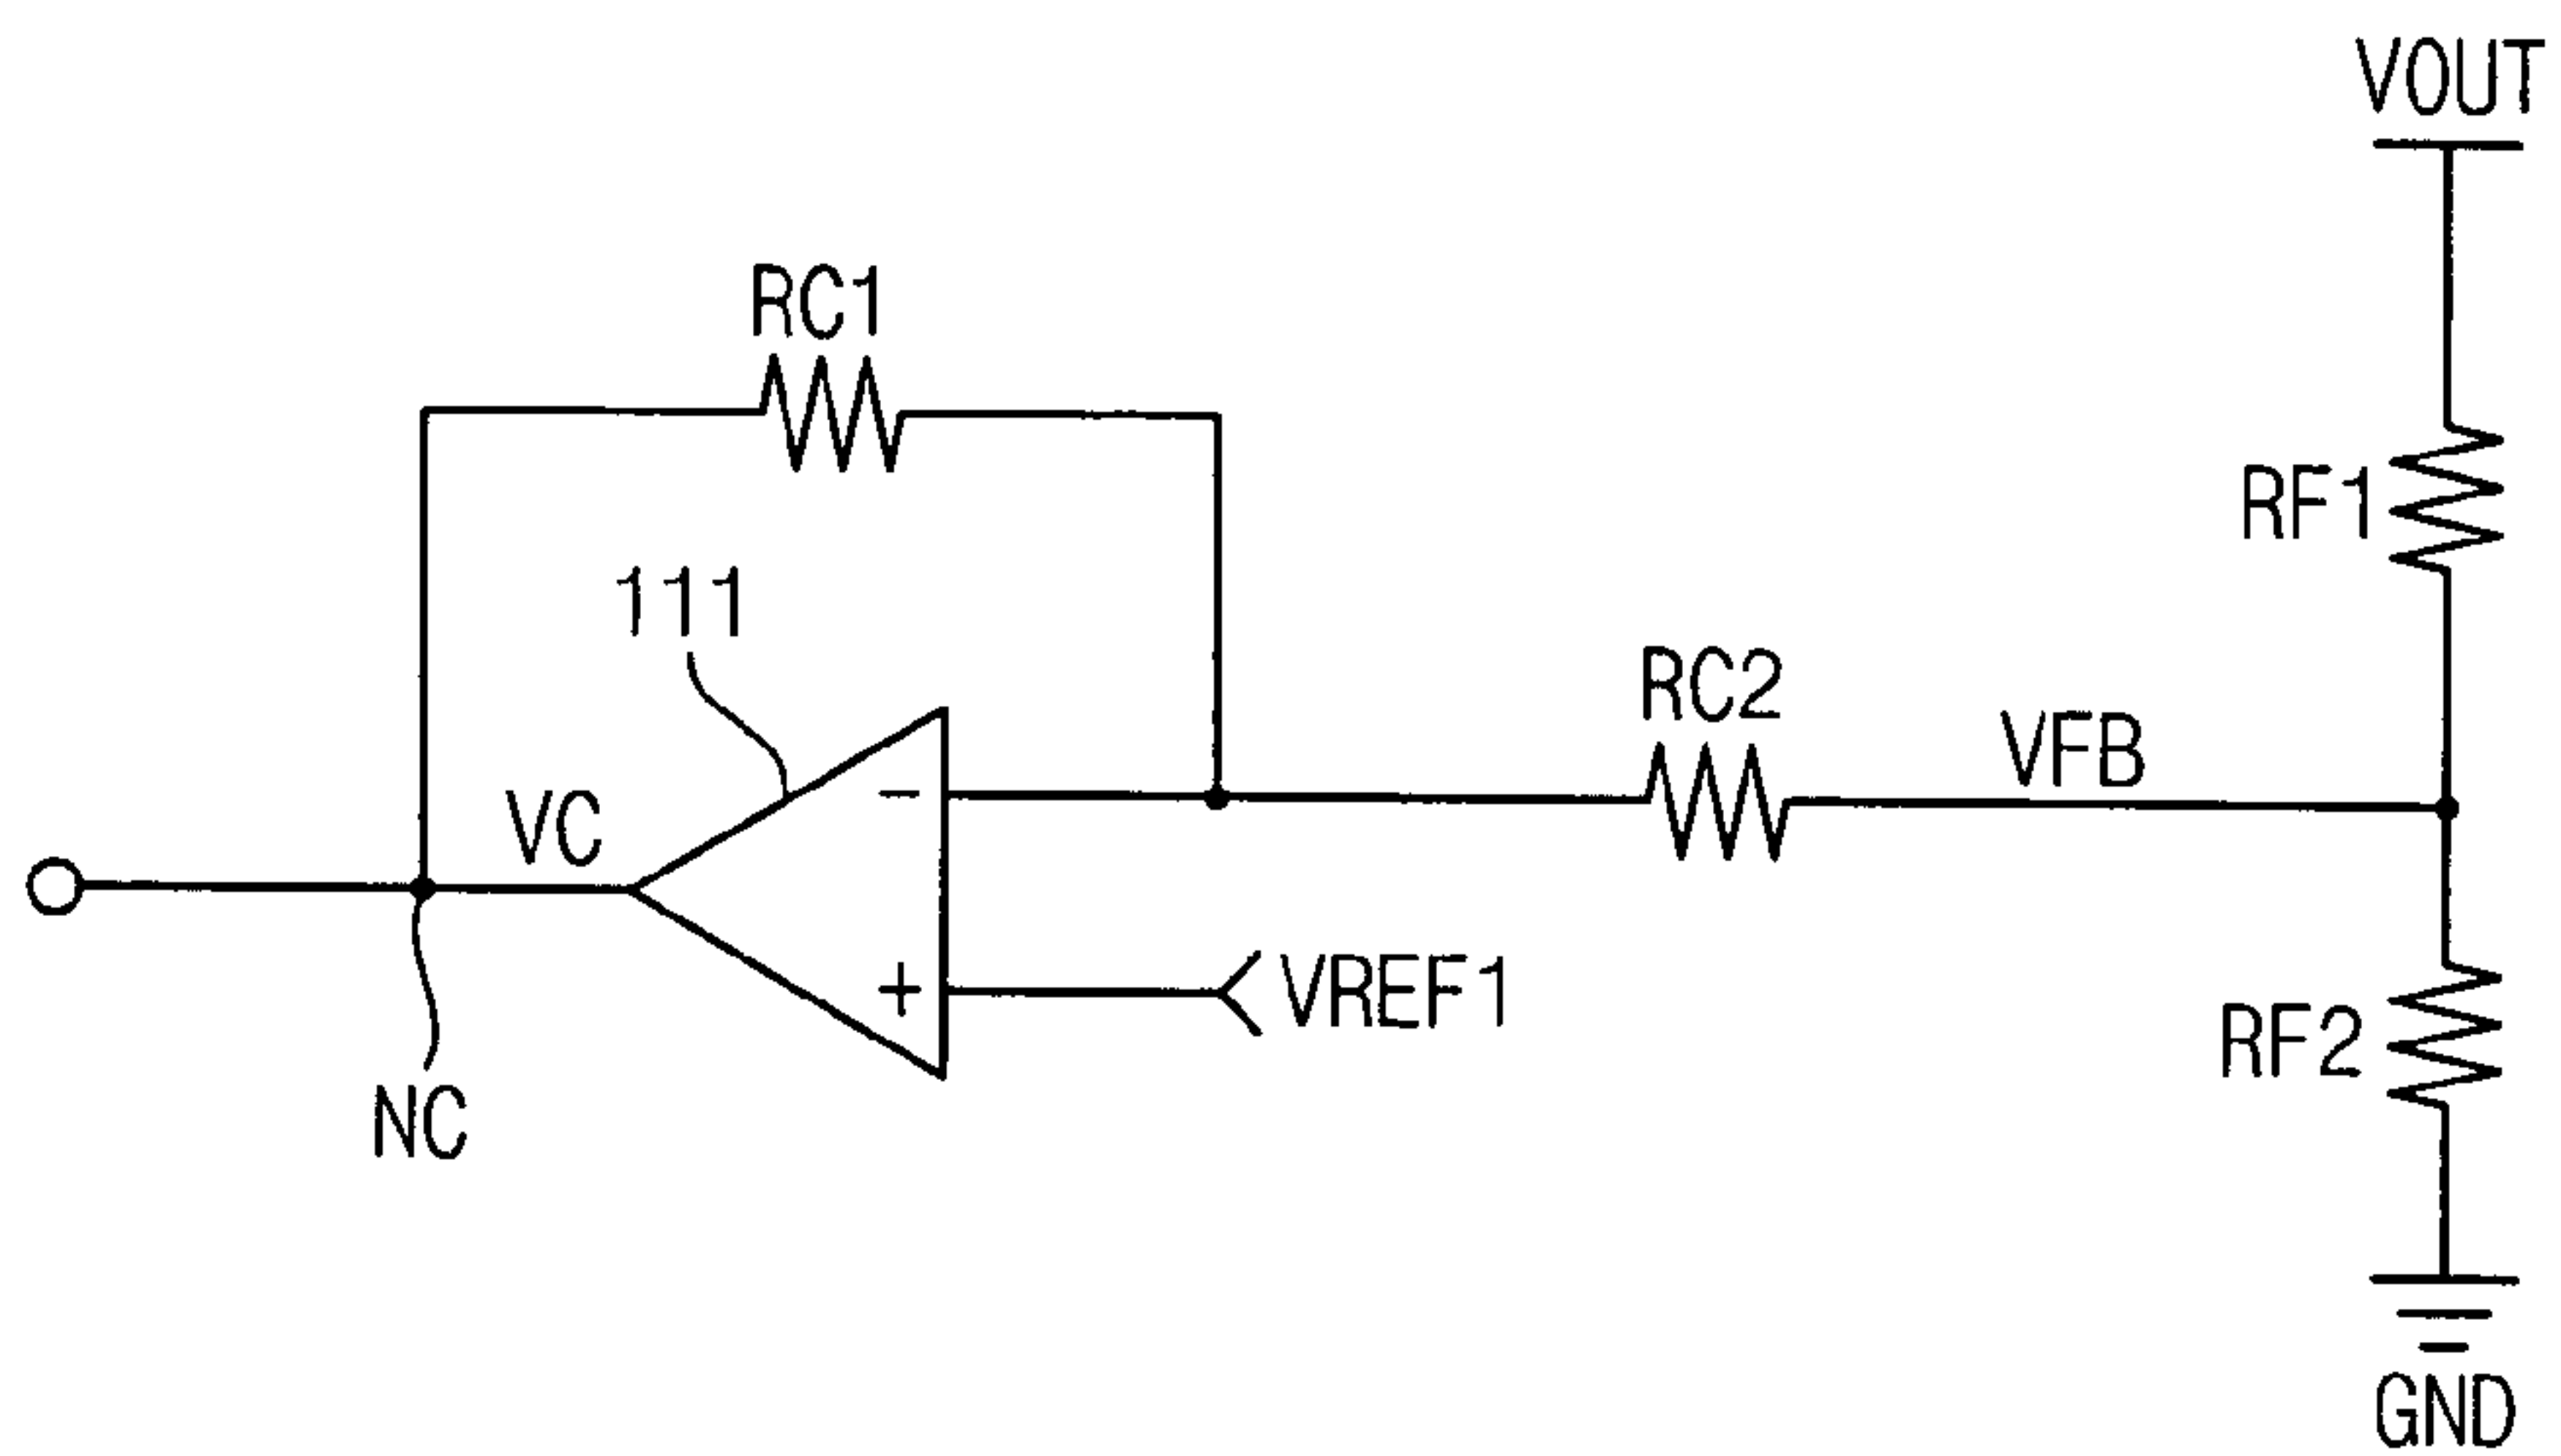 VOUT
RC1
RF1
111
RC2
VFB
VC
−
+
VREF1
RF2
NC
GND